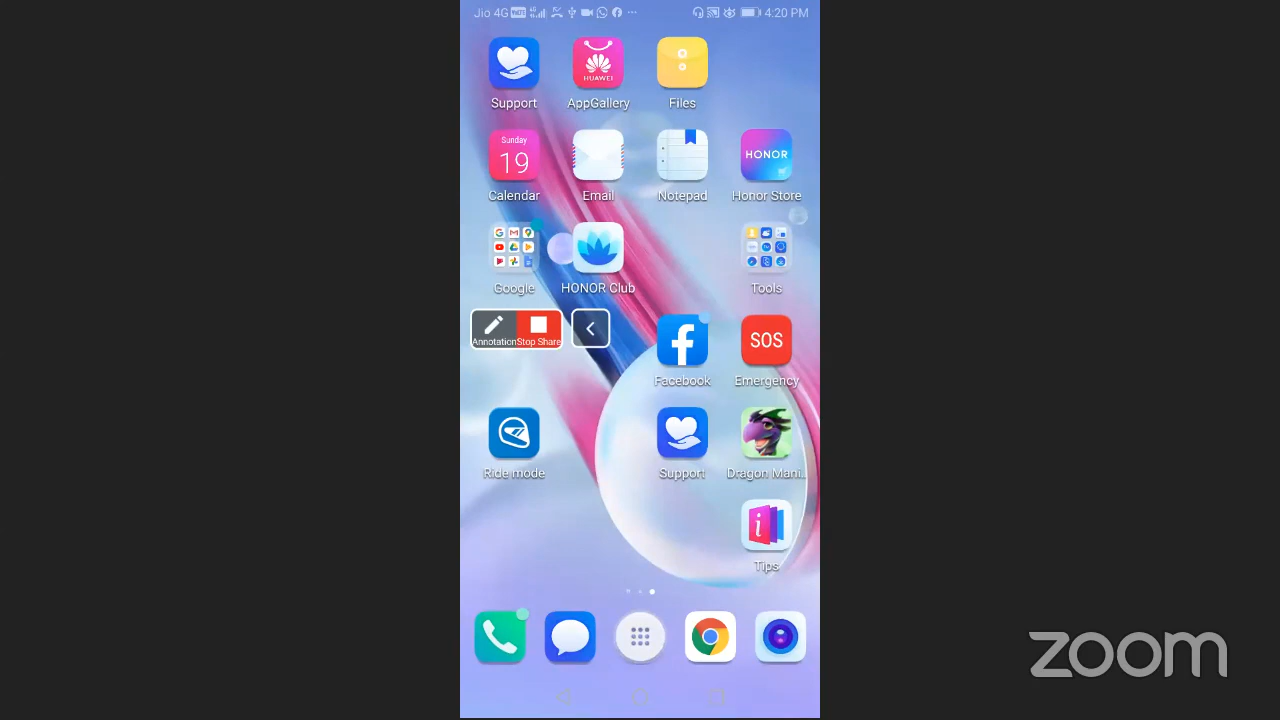 Jio 4G 4:20 PM
HUAWEI
Support AppGallery Files
Sunday
19 HONOR
Calendar Email Notepad Honor Store
Google HONOR Club Tools
Annotation Stop Share
SOS
Facebook Emergency
Ride mode Support Dragon Mani..
i
Tips
zoom